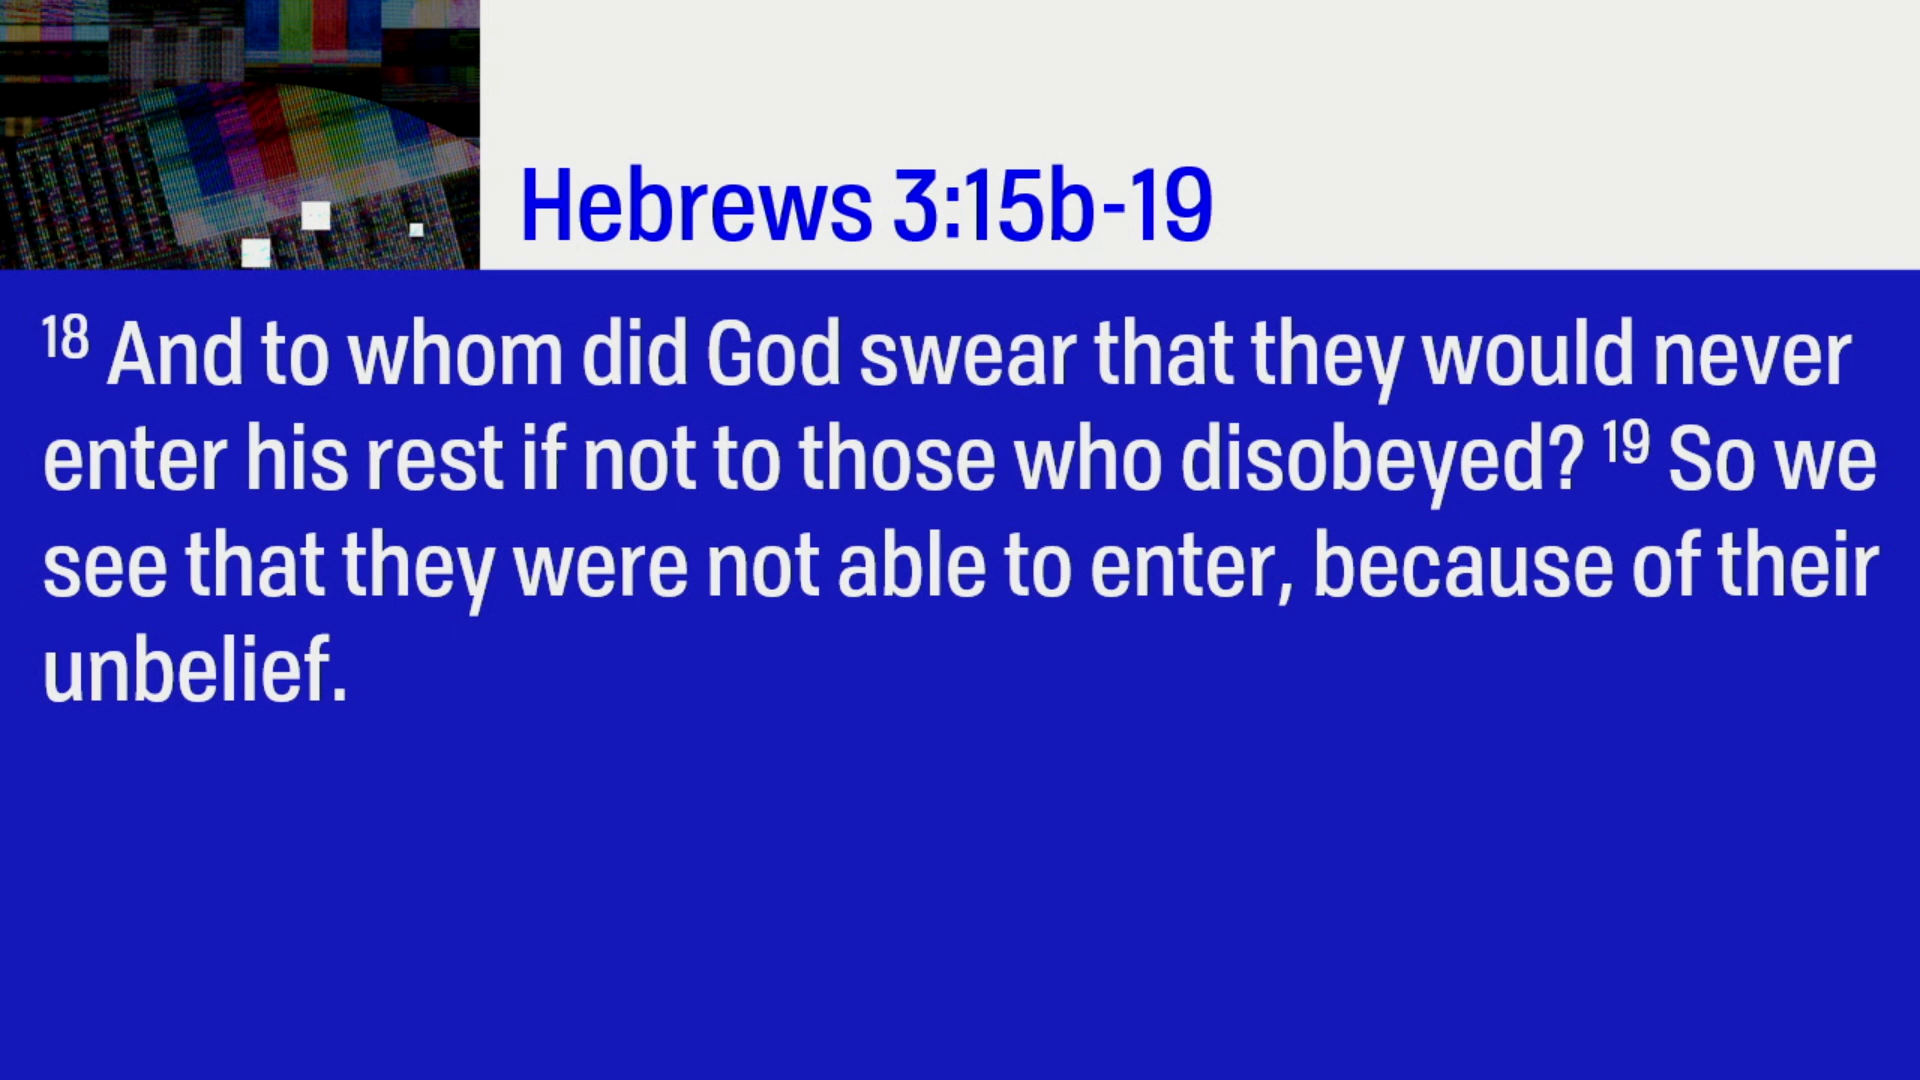 Hebrews 3:15b-19
18 And to whom did God swear that they would never
enter his rest if not to those who disobeyed? 19 So we
see that they were not able to enter, because of their
unbelief.